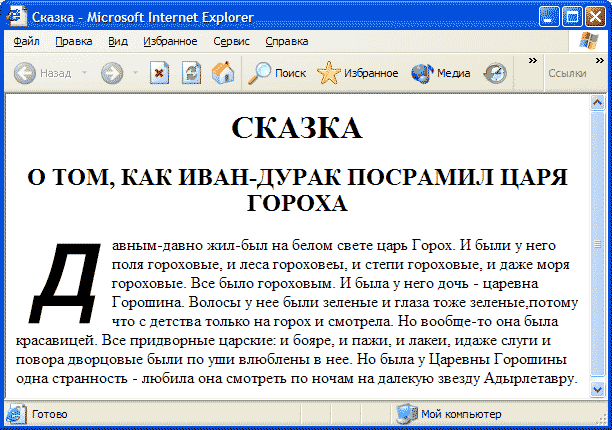 Сказка - Microsoft Internet Explorer
Файл Правка Вид Избранное Сервис Справка
Назад Поиск Избранное Медиа » Ссылки »
СКАЗКА
О ТОМ, КАК ИВАН-ДУРАК ПОСРАМИЛ ЦАРЯ
ГОРОХА
Давным-давно жил-был на белом свете царь Горох. И были у него
поля гороховые, и леса гороховеы, и степи гороховые, и даже моря
гороховые. Все было гороховым. И была у него дочь - царевна
Горошина. Волосы у нее были зеленые и глаза тоже зеленые,потому
что с детства только на горох и смотрела. Но вообще-то она была
красавицей. Все придворные царские: и бояре, и пажи, и лакеи, идаже слуги и
повора дворцовые были по уши влюблены в нее. Но была у Царевны Горошины
одна странность - любила она смотреть по ночам на далекую звезду Адырлетавру.
Готово Мой компьютер